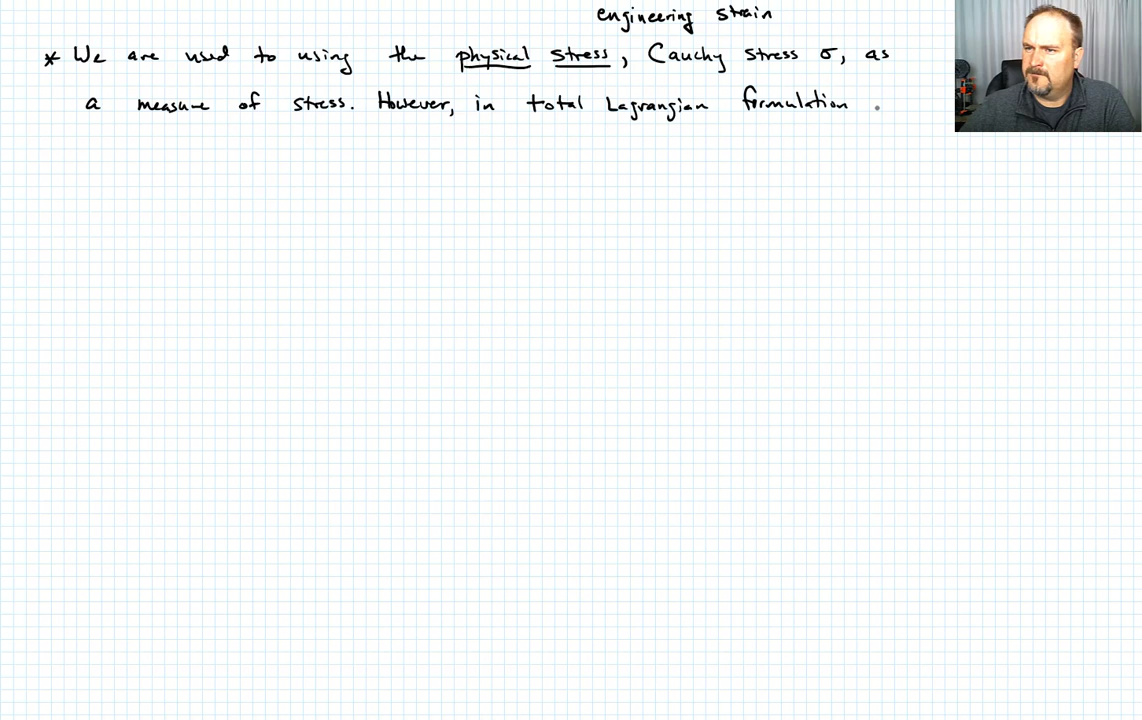 engineering strain
* We are used to using the physical stress, Cauchy stress σ, as
a measure of stress. However, in total Lagrangian formulation